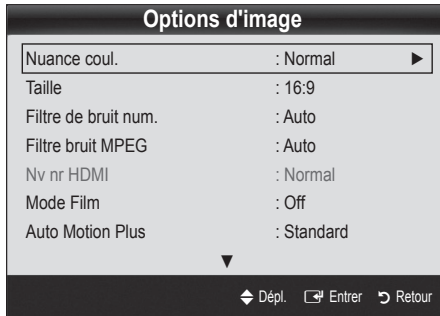 Options d'image
Nuance coul. : Normal ►
Taille : 16:9
Filtre de bruit num. : Auto
Filtre bruit MPEG : Auto
Nv nr HDMI : Normal
Mode Film : Off
Auto Motion Plus : Standard
▼
Dépl. Entrer Retour